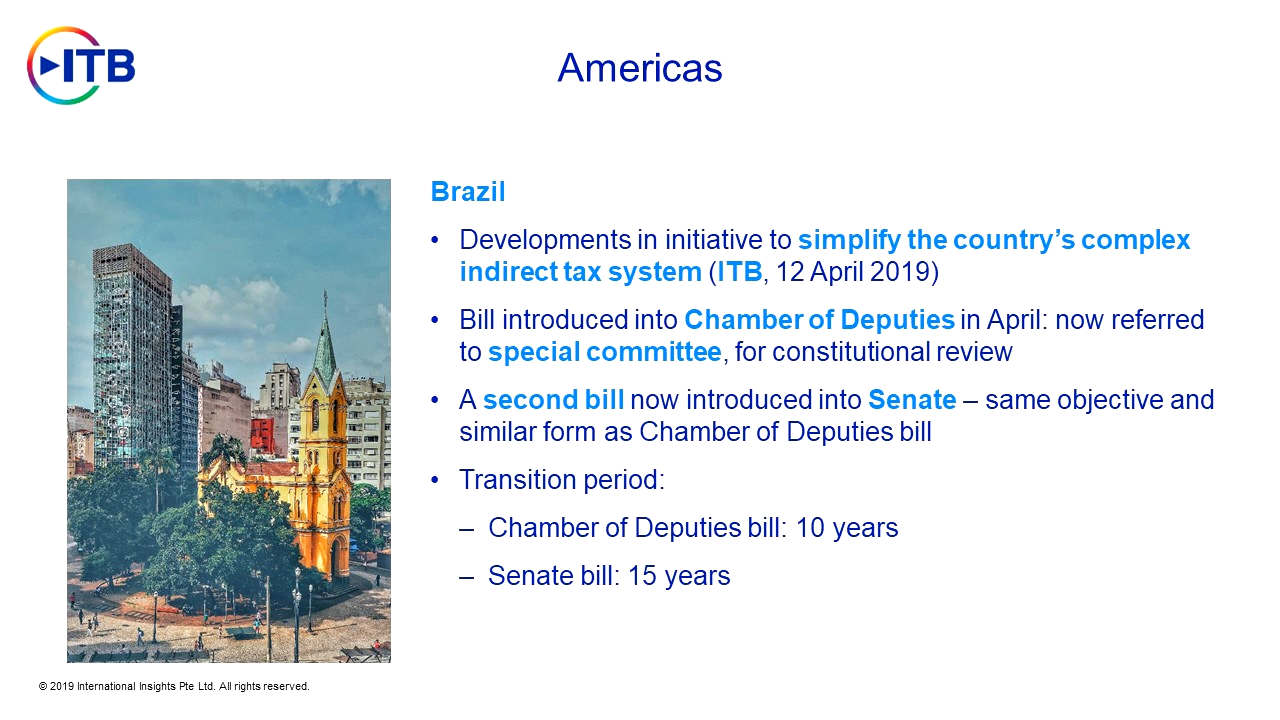 ITB
Americas
Brazil
• Developments in initiative to simplify the country’s complex
indirect tax system (ITB, 12 April 2019)
• Bill introduced into Chamber of Deputies in April: now referred
to special committee, for constitutional review
• A second bill now introduced into Senate – same objective and
similar form as Chamber of Deputies bill
• Transition period:
– Chamber of Deputies bill: 10 years
– Senate bill: 15 years
© 2019 International Insights Pte Ltd. All rights reserved.